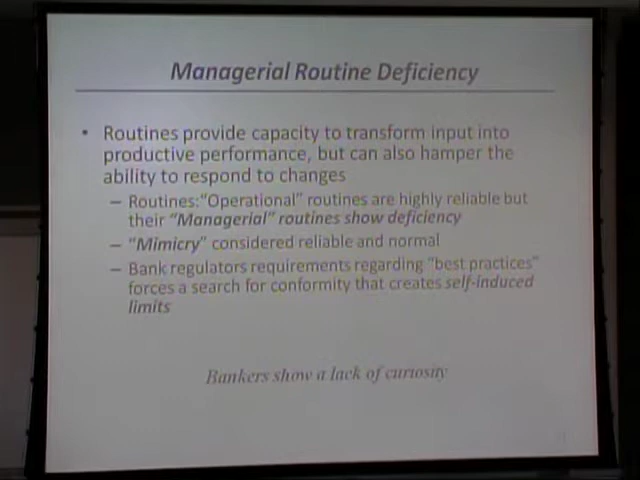 Managerial Routine Deficiency
• Routines provide capacity to transform input into
productive performance, but can also hamper the
ability to respond to changes
– Routines:“Operational” routines are highly reliable but
their “Managerial” routines show deficiency
– “Mimicry” considered reliable and normal
– Bank regulators requirements regarding “best practices”
forces a search for conformity that creates self-induced
limits
Bankers show a lack of curiosity